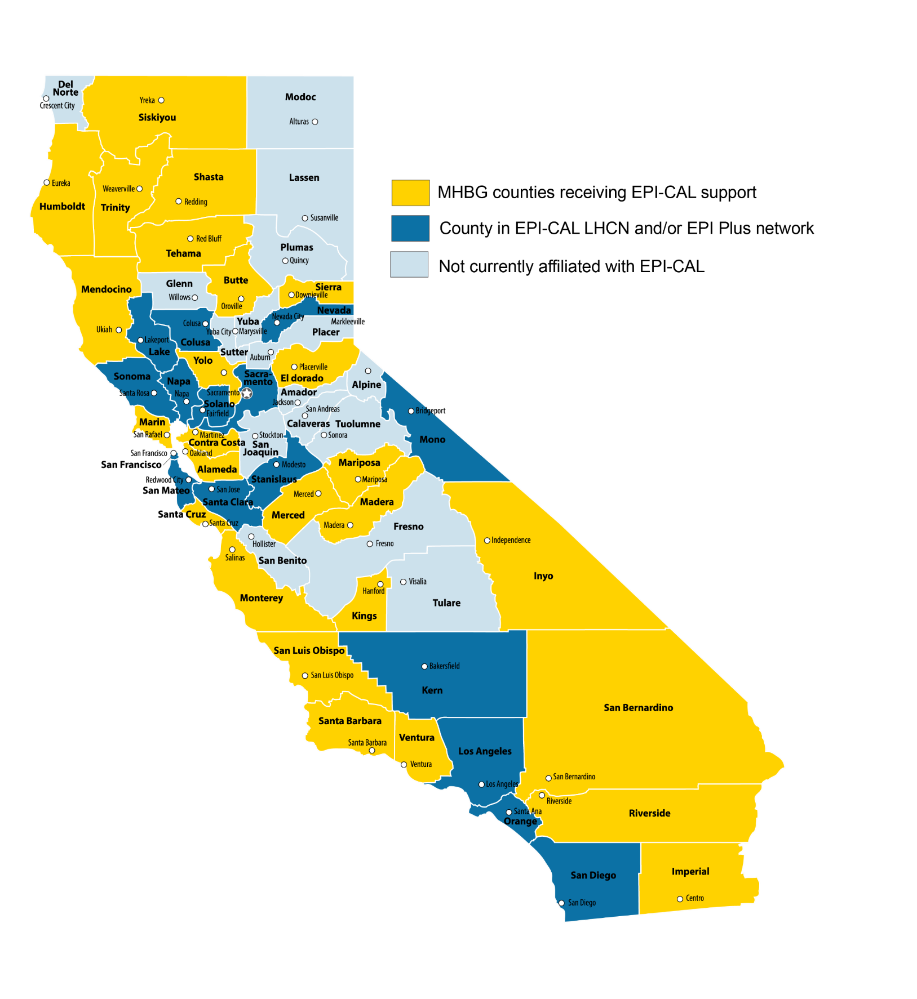 Del
Norte
Crescent City
Yreka
Siskiyou
Modoc
Alturas
Eureka
Humboldt
Weaverville
Trinity
Shasta
Redding
Lassen
Susanville
MHBG counties receiving EPI-CAL support
County in EPI-CAL LHCN and/or EPI Plus network
Not currently affiliated with EPI-CAL
Red Bluff
Tehama
Plumas
Quincy
Glenn
Willows
Butte
Oroville
Sierra
Downieville
Mendocino
Ukiah
Nevada
Nevada City
Colusa
Colusa
Yuba
Yuba City
Marysville
Markleeville
Placer
Lakeport
Lake
Sutter
Auburn
Yolo
Placerville
El dorado
Sonoma
Santa Rosa
Napa
Napa
Sacra-
mento
Sacramento
Solano
Fairfield
Amador
Jackson
Alpine
San Andreas
Calaveras
Tuolumne
Sonora
Bridgeport
Mono
Marin
San Rafael
Martinez
Contra Costa
Stockton
San
Joaquin
San Francisco
Oakland
San Francisco
Alameda
Modesto
Stanislaus
Mariposa
Mariposa
Redwood City
San Mateo
San Jose
Santa Clara
Merced
Merced
Madera
Madera
Santa Cruz
Santa Cruz
Fresno
Fresno
Hollister
San Benito
Salinas
Monterey
Independence
Inyo
Hanford
Kings
Visalia
Tulare
San Luis Obispo
San Luis Obispo
Bakersfield
Kern
San Bernardino
San Bernardino
Santa Barbara
Santa Barbara
Ventura
Ventura
Los Angeles
Los Angeles
Riverside
Riverside
Santa Ana
Orange
San Diego
San Diego
Imperial
Centro